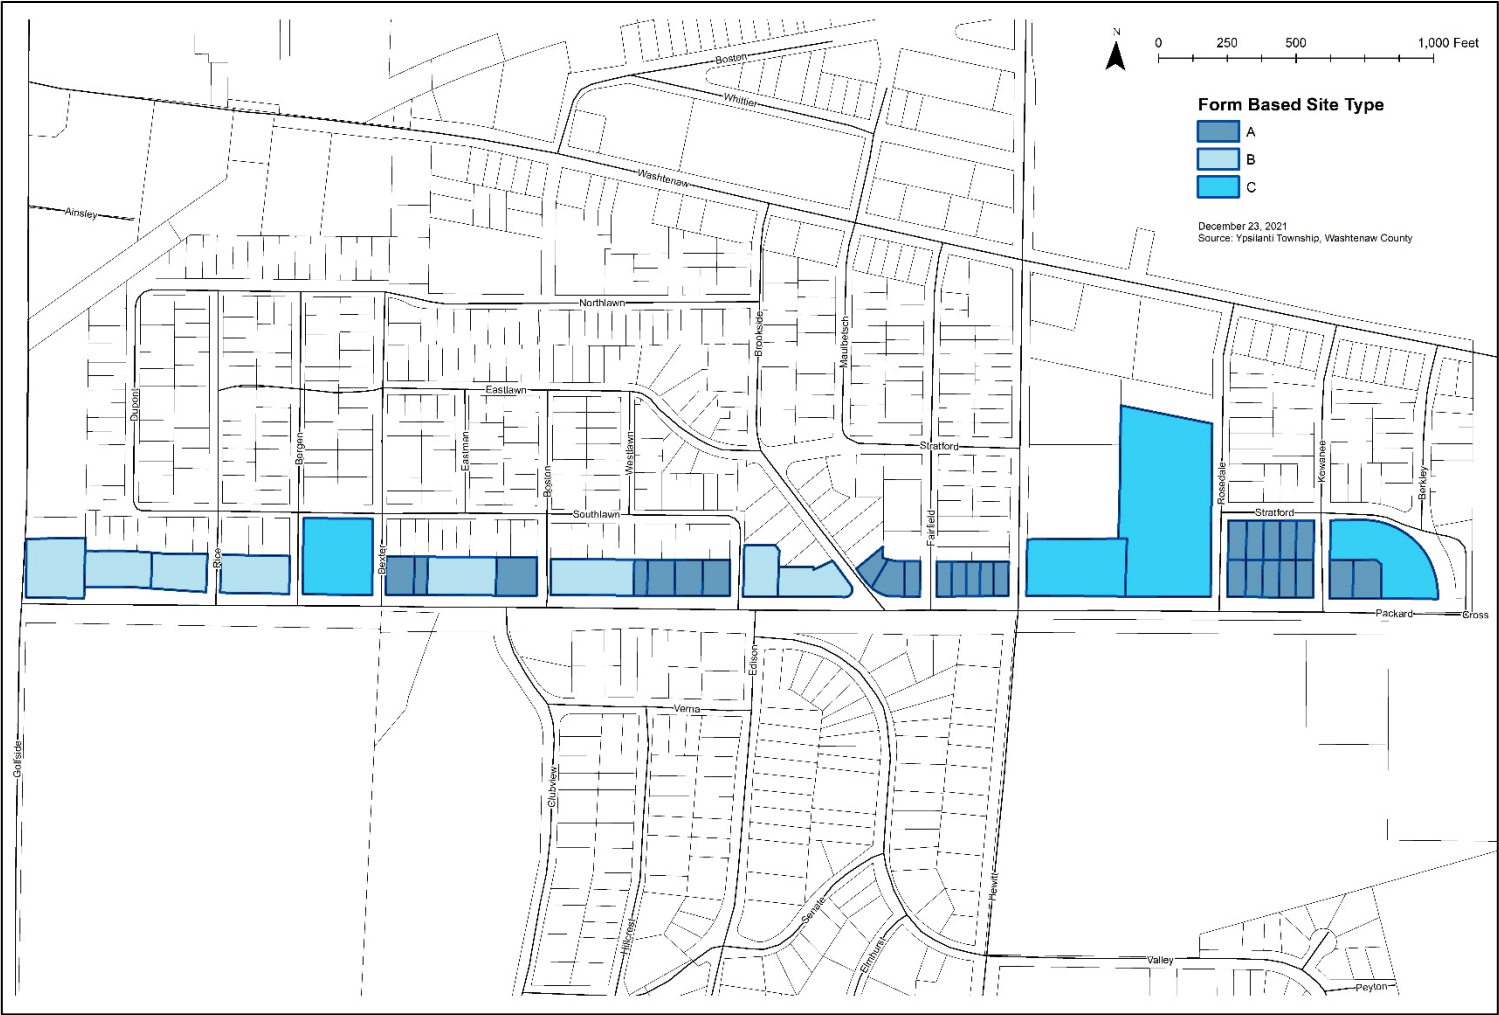 N
0 250 500 1,000 Feet
Form Based Site Type
A
B
C
December 23, 2021
Source: Ypsilanti Township, Washtenaw County
Boston
Whittier
Washtenaw
Ainsley
Northlawn
Brookside
Maulbetsch
Dupont
Eastlawn
Bergen
Eastman
Boston
Westlawn
Stratford
Fairfield
Rosedale
Kewanee
Berkley
Southlawn
Stratford
Rice
Dexter
Packard
Cross
Edison
Verna
Golfside
Clubview
Hillcrest
Senate
Elmhurst
Hewitt
Valley
Peyton